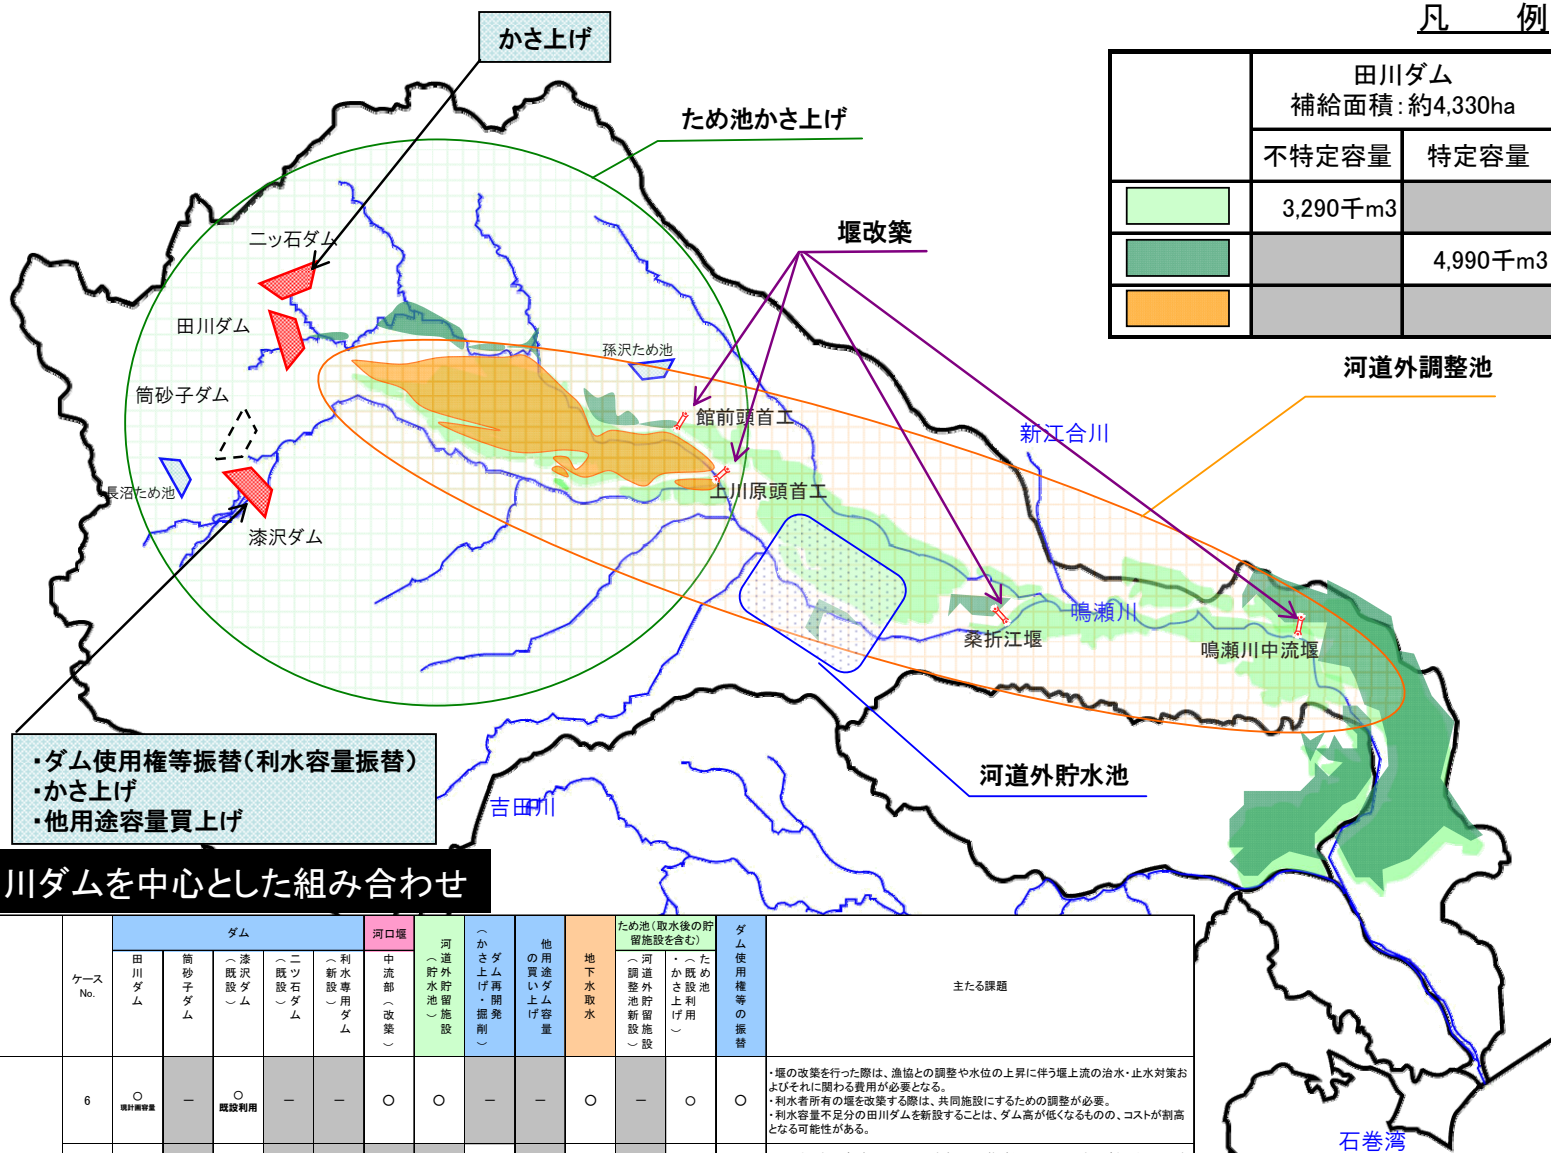 凡 例
田川ダム
補給面積：約4,330ha
不特定容量 特定容量
3,290千m3
4,990千m3
かさ上げ
ため池かさ上げ
堰改築
二ッ石ダム
田川ダム
孫沢ため池
筒砂子ダム
館前頭首工
長沼ため池
上川原頭首工
漆沢ダム
河道外調整池
新江合川
鳴瀬川
桑折江堰
鳴瀬川中流堰
河道外貯水池
吉田川
石巻湾
・ダム使用権等振替（利水容量振替）
・かさ上げ
・他用途容量買上げ
川ダムを中心とした組み合わせ
ケース
No.
ダム
田川ダム
筒砂子ダム
漆沢ダム
（既設）
二ツ石ダム
（既設）
利水専用ダム
（新設）
河口堰
中流部（改築）
河道外貯留施設
（貯水池）
ダム再開発
（かさ上げ・掘削）
他用途ダム容量
の買い上げ
地下水取水
ため池（取水後の貯
留施設を含む）
河道外貯留施設
（調整池新設）
ため池
（既設利用
・かさ上げ）
ダム使用権等の振替
主たる課題
6 ○ － ○ － － ○ ○ － － ○ － ○ ○
現計画容量 既設利用
・堰の改築を行った際は、漁協との調整や水位の上昇に伴う堰上流の治水・止水対策お
よびそれに関わる費用が必要となる。
・利水者所有の堰を改築する際は、共同施設にするための調整が必要。
・利水容量不足分の田川ダムを新設することは、ダム高が低くなるものの、コストが割高
となる可能性がある。